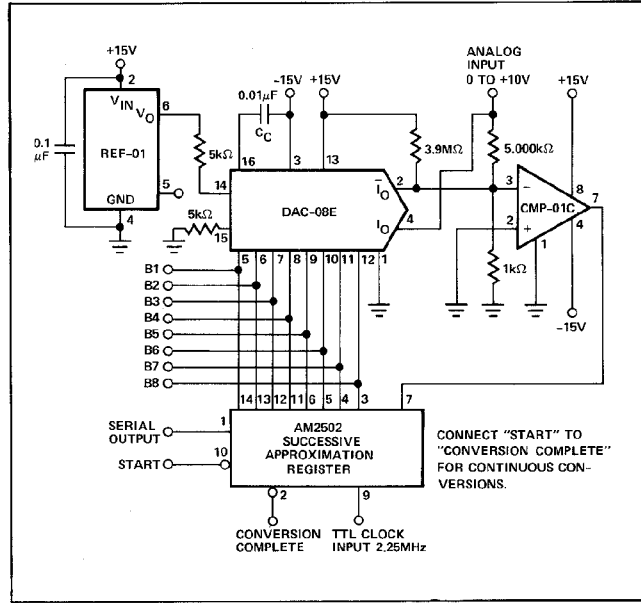 +15V
2
VIN
VO
6
REF-01
0.1
μF
5
GND
4
5kΩ
14
5kΩ
15
0.01μF
CC
16
-15V
3
+15V
13
DAC-08E
ĪO
2
IO
4
5
6
7
8
9
10
11
12
1
3.9MΩ
ANALOG
INPUT
0 TO +10V
5.000kΩ
+15V
3
−
2
+
CMP-01C
8
7
4
1
1kΩ
-15V
B1
B2
B3
B4
B5
B6
B7
B8
14
13
12
11
6
5
4
3
7
SERIAL
OUTPUT
1
START
10
AM2502
SUCCESSIVE
APPROXIMATION
REGISTER
2
9
CONVERSION
COMPLETE
TTL CLOCK
INPUT 2.25MHz
CONNECT "START" TO
"CONVERSION COMPLETE"
FOR CONTINUOUS CON-
VERSIONS.